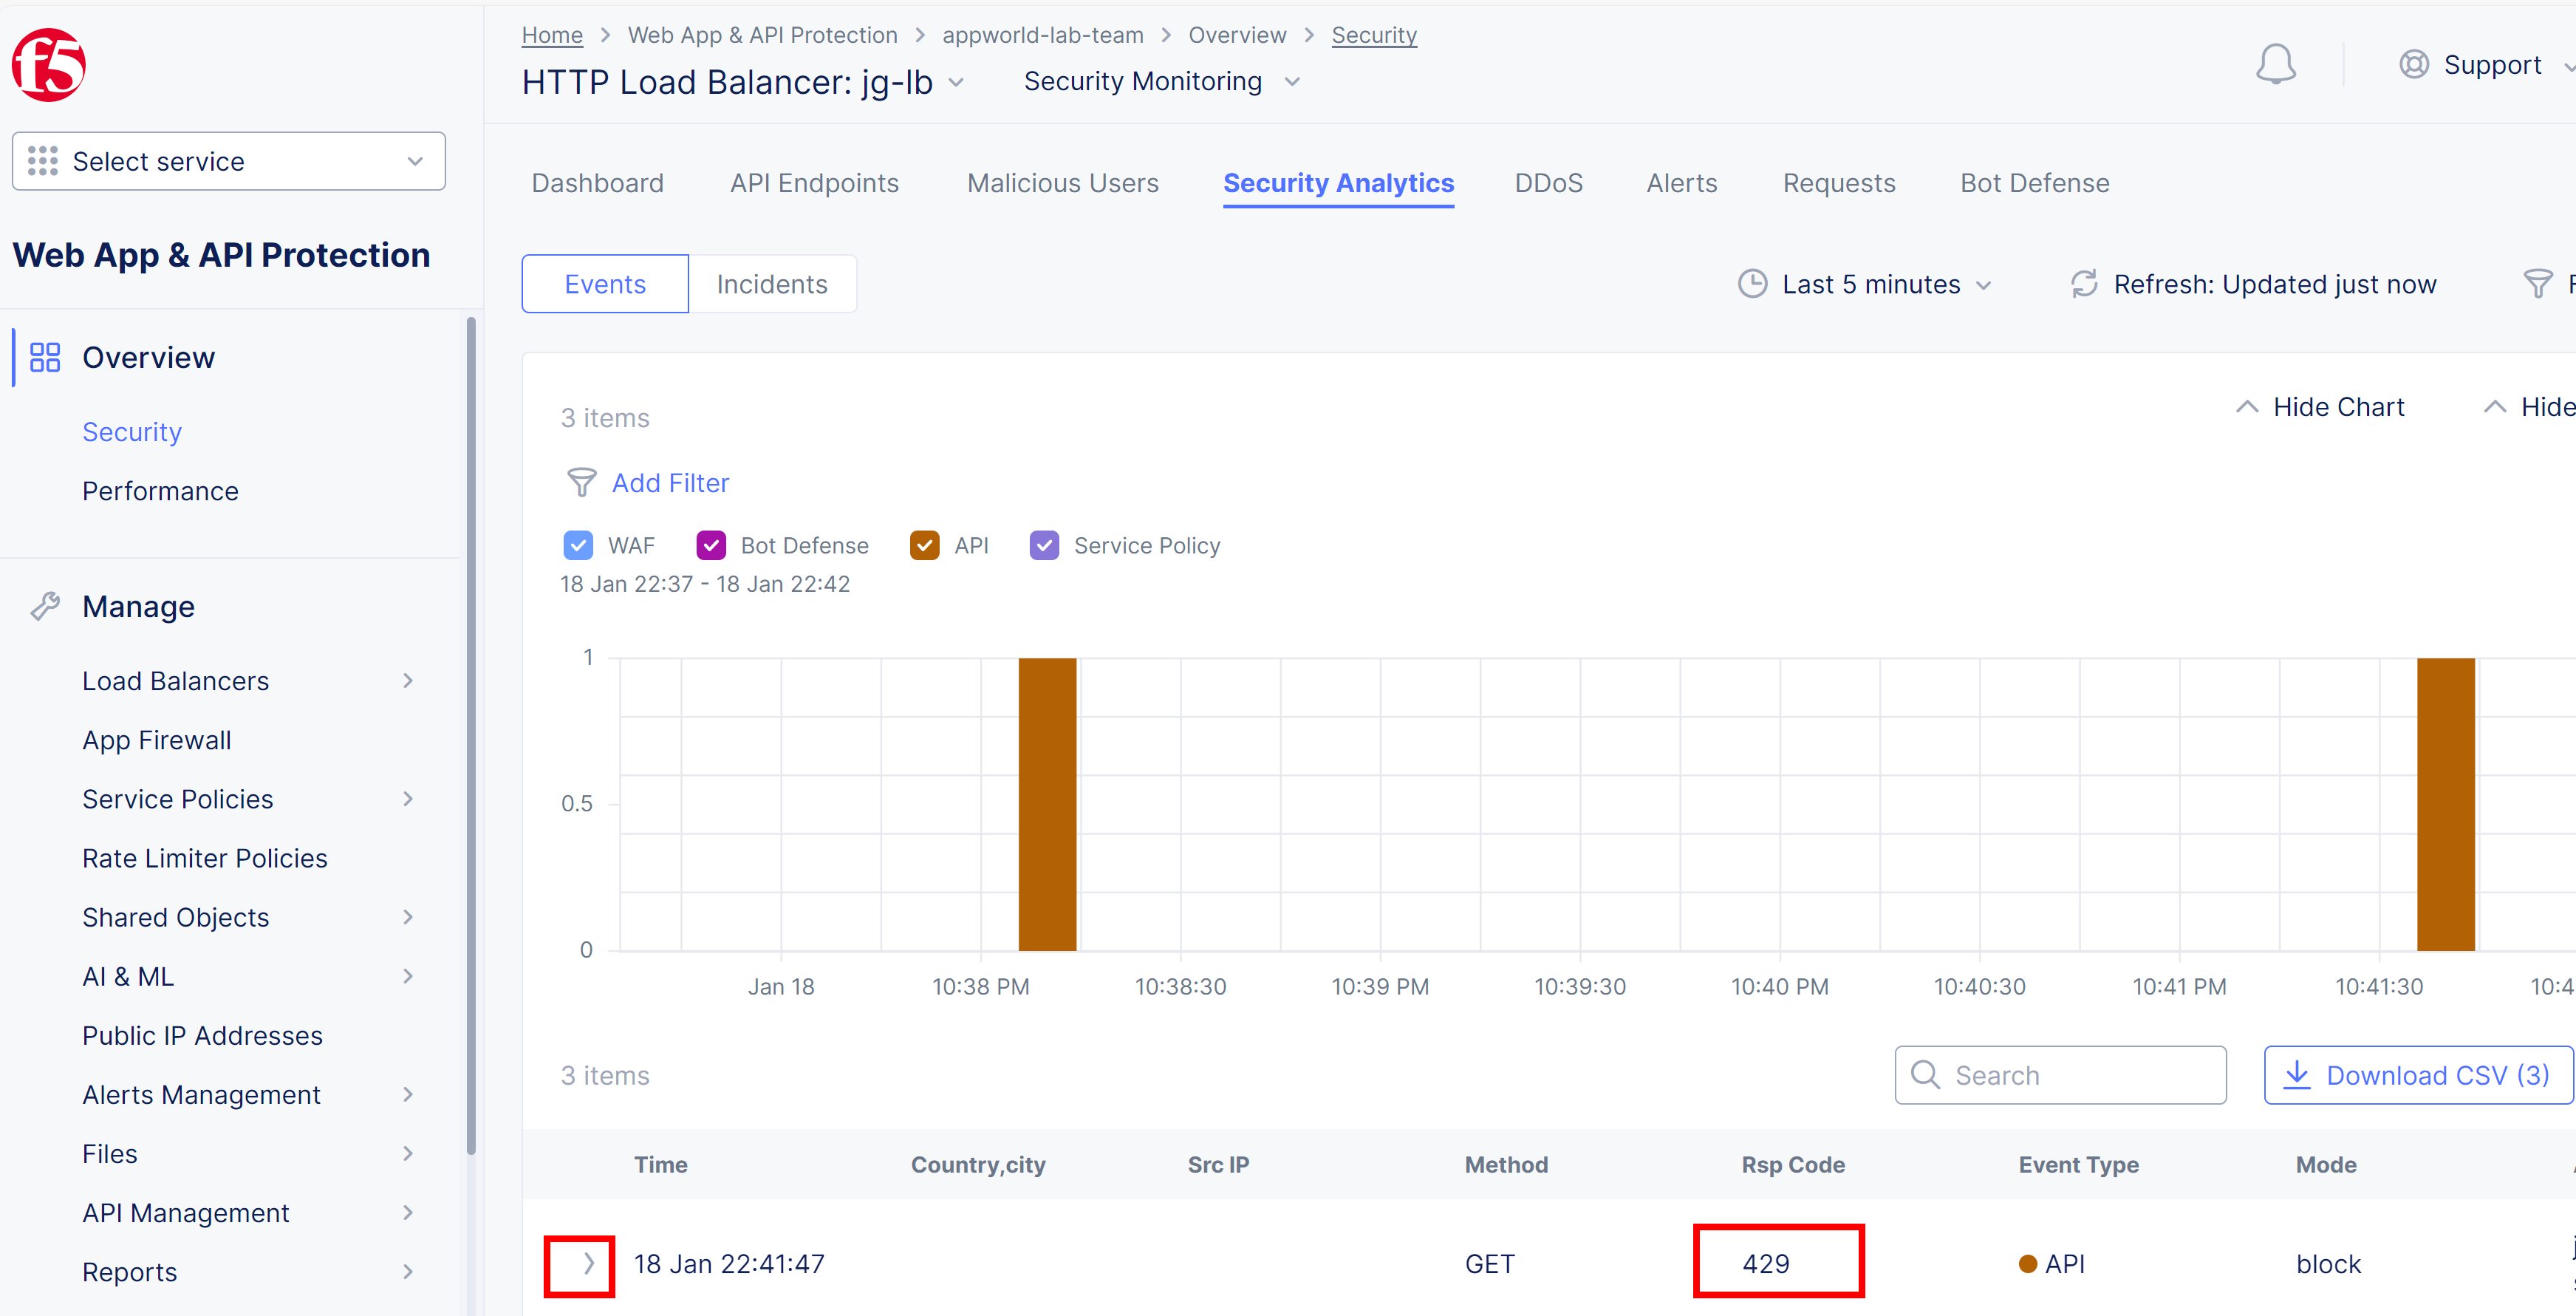 f5
Home > Web App & API Protection > appworld-lab-team > Overview > Security
HTTP Load Balancer: jg-lb
Security Monitoring
Support
Select service
Web App & API Protection
Overview
Security
Performance
Manage
Load Balancers
App Firewall
Service Policies
Rate Limiter Policies
Shared Objects
AI & ML
Public IP Addresses
Alerts Management
Files
API Management
Reports
Dashboard API Endpoints Malicious Users Security Analytics DDoS Alerts Requests Bot Defense
Events Incidents
Last 5 minutes
Refresh: Updated just now
3 items
Hide Chart
Hide
Add Filter
WAF Bot Defense API Service Policy
18 Jan 22:37 - 18 Jan 22:42
1
0.5
0
Jan 18 10:38 PM 10:38:30 10:39 PM 10:39:30 10:40 PM 10:40:30 10:41 PM 10:41:30 10:4
3 items
Search
Download CSV (3)
Time Country,city Src IP Method Rsp Code Event Type Mode
18 Jan 22:41:47 GET 429 API block